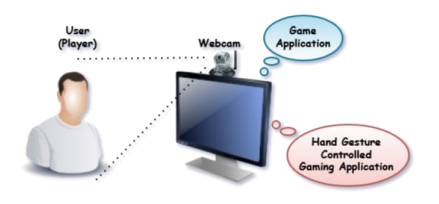 User
(Player)
Webcam
Game
Application
Hand Gesture
Controlled
Gaming Application